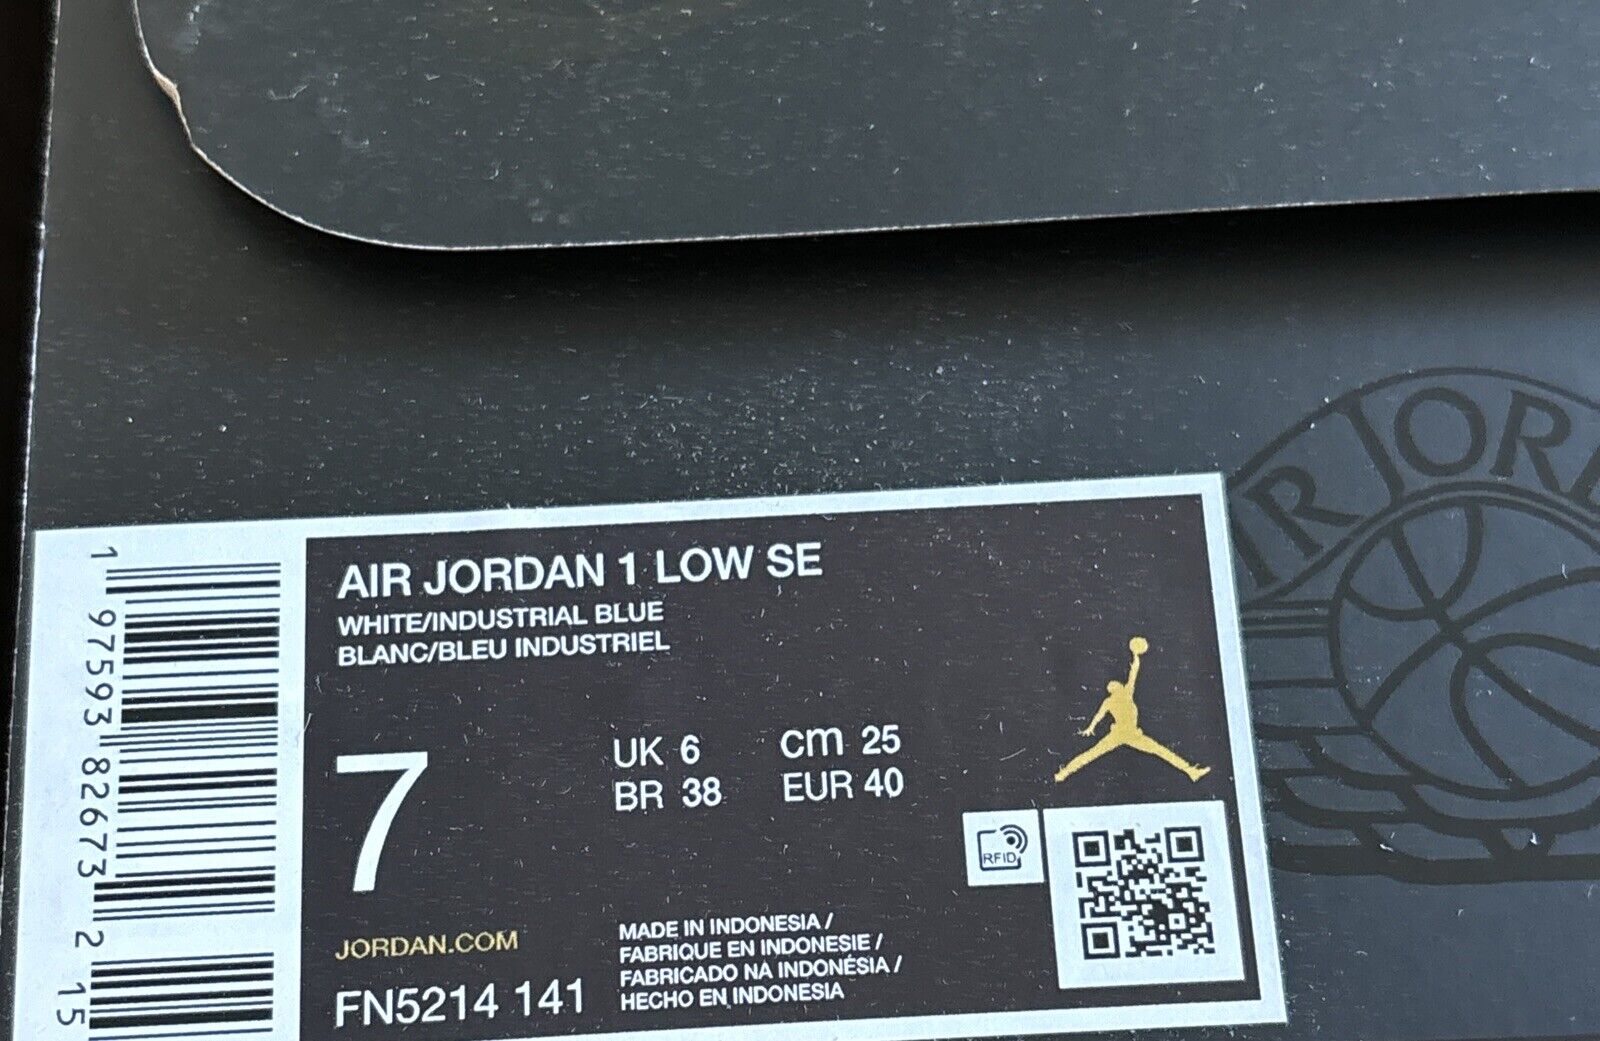 AIR JORDAN
AIR JORDAN 1 LOW SE
WHITE/INDUSTRIAL BLUE
BLANC/BLEU INDUSTRIEL
7
UK 6
cm 25
BR 38
EUR 40
RFID
JORDAN.COM
FN5214 141
MADE IN INDONESIA /
FABRIQUE EN INDONESIE /
FABRICADO NA INDONÉSIA /
HECHO EN INDONESIA
1 97593 82673 2 15